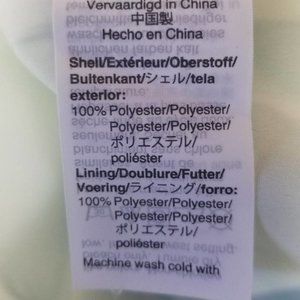 Vervaardigd in China
中国製
Hecho en China
Shell/Extérieur/Oberstoff/
Buitenkant/シェル/tela
exterior:
100% Polyester/Polyester/
Polyester/Polyester/
ポリエステル/
poliéster
Lining/Doublure/Futter/
Voering/ライニング/forro:
100% Polyester/Polyester/
Polyester/Polyester/
ポリエステル/
poliéster
Machine wash cold with